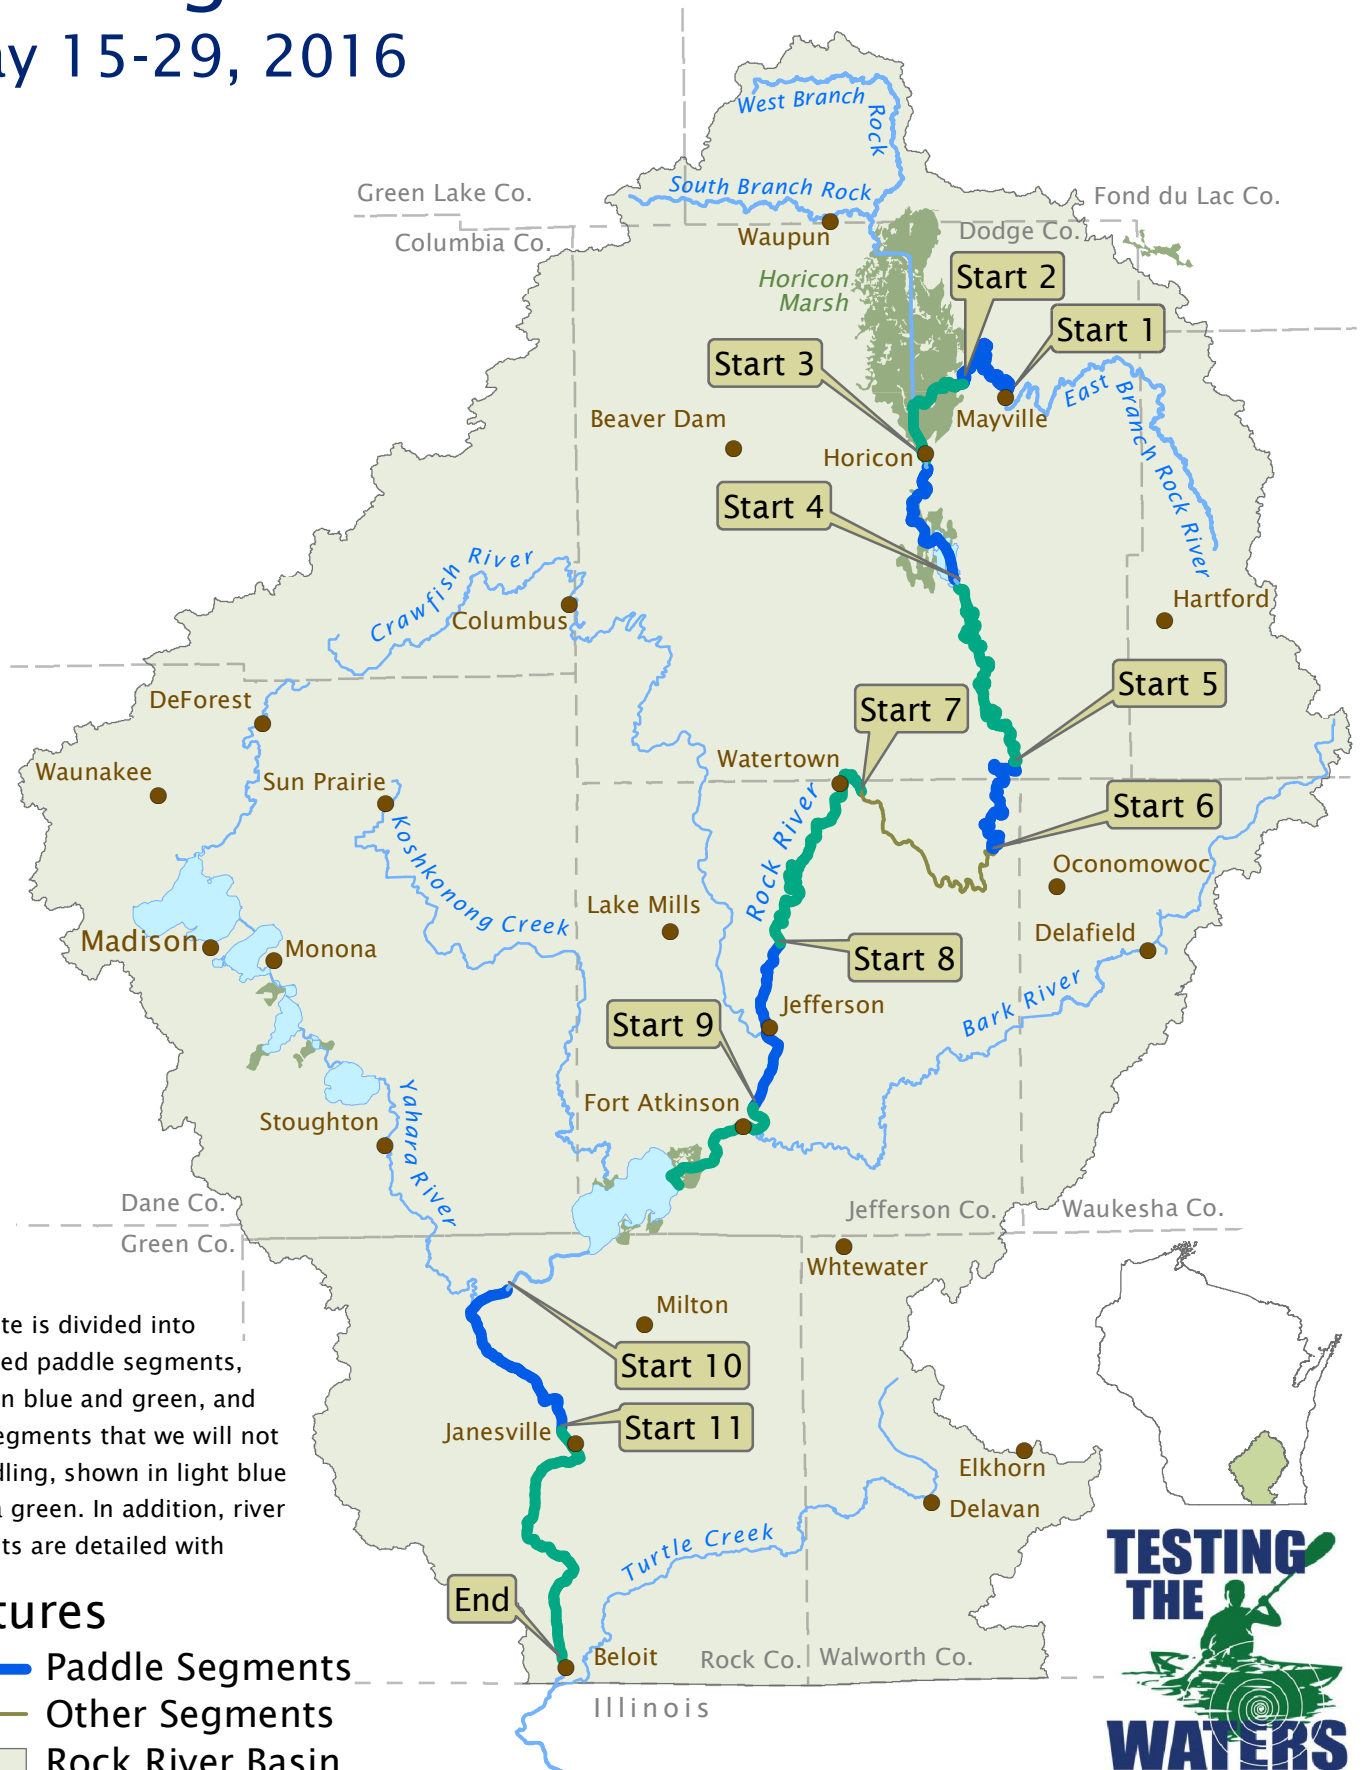 ay 15-29, 2016
West Branch
Rock
South Branch Rock
Green Lake Co.
Fond du Lac Co.
Columbia Co.
Dodge Co.
Waupun
Horicon
Marsh
Start 2
Start 1
Start 3
East
Branch Rock River
Mayville
Beaver Dam
Horicon
Start 4
Crawfish River
Columbus
Hartford
DeForest
Start 5
Start 7
Watertown
Waunakee
Sun Prairie
Start 6
Rock River
Koshkonong Creek
Oconomowoc
Lake Mills
Delafield
Madison
Monona
Start 8
Jefferson
Bark River
Start 9
Fort Atkinson
Stoughton
Yahara River
Dane Co.
Jefferson Co.
Waukesha Co.
Green Co.
Whtewater
Milton
te is divided into
ed paddle segments,
n blue and green, and
egments that we will not
dling, shown in light blue
a green. In addition, river
ts are detailed with
Start 10
Start 11
Janesville
Elkhorn
Delavan
Turtle Creek
End
Beloit
Rock Co.
Walworth Co.
Illinois
tures
Paddle Segments
Other Segments
Rock River Basin
TESTING
THE
WATERS